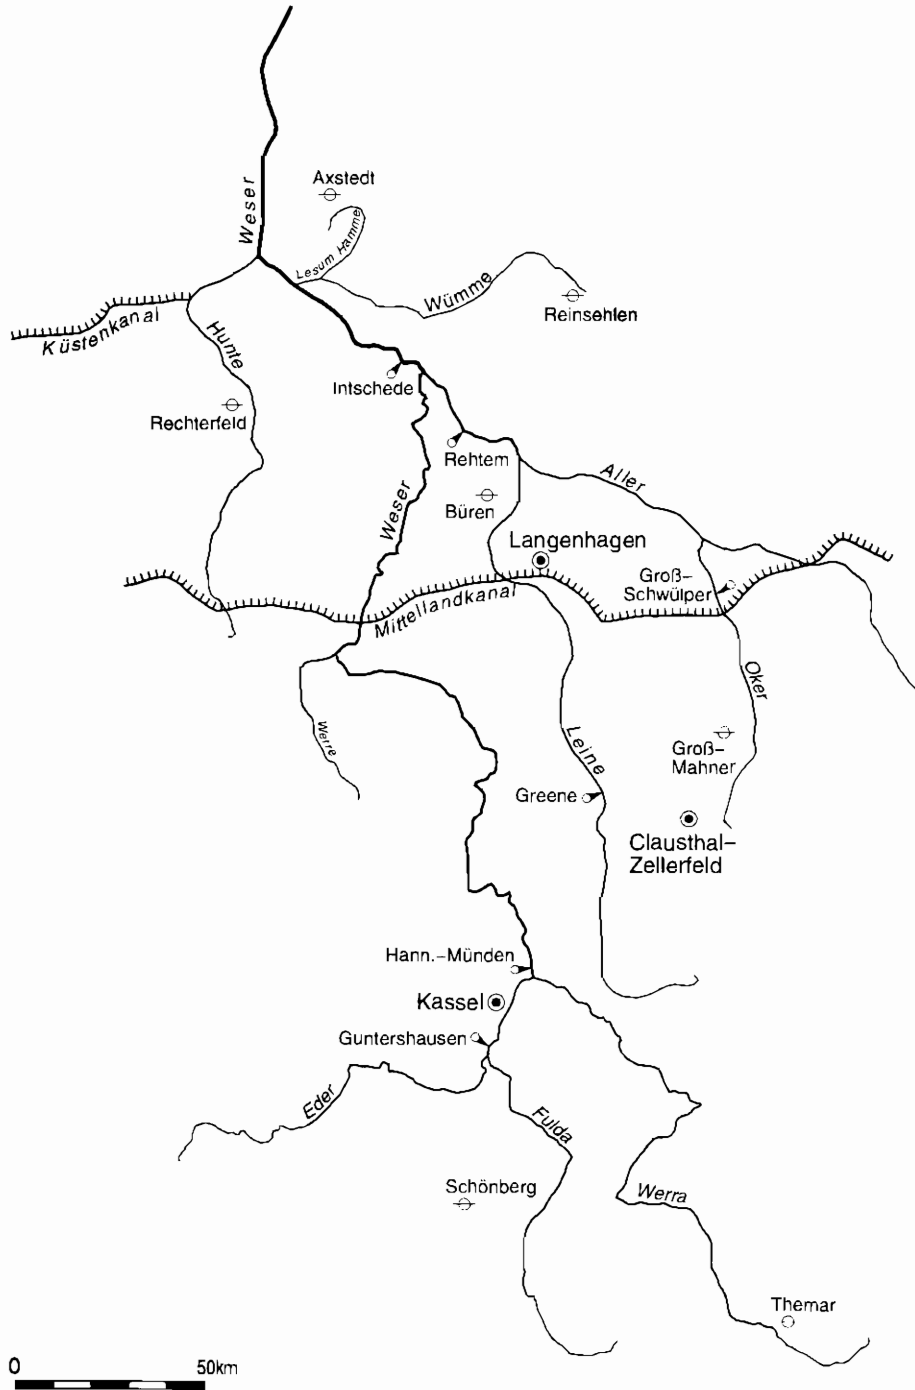 Axstedt
Weser
Lesum Hamme
Wümme
Reinsehlen
Küstenkanal
Hunte
Intschede
Rechterfeld
Rehtem
Aller
Büren
Weser
Langenhagen
Groß-
Schwülper
Mittellandkanal
Oker
Werre
Leine
Groß-
Mahner
Greene
Clausthal-
Zellerfeld
Hann.-Münden
Kassel
Guntershausen
Eder
Fulda
Schönberg
Werra
Themar
0 50km